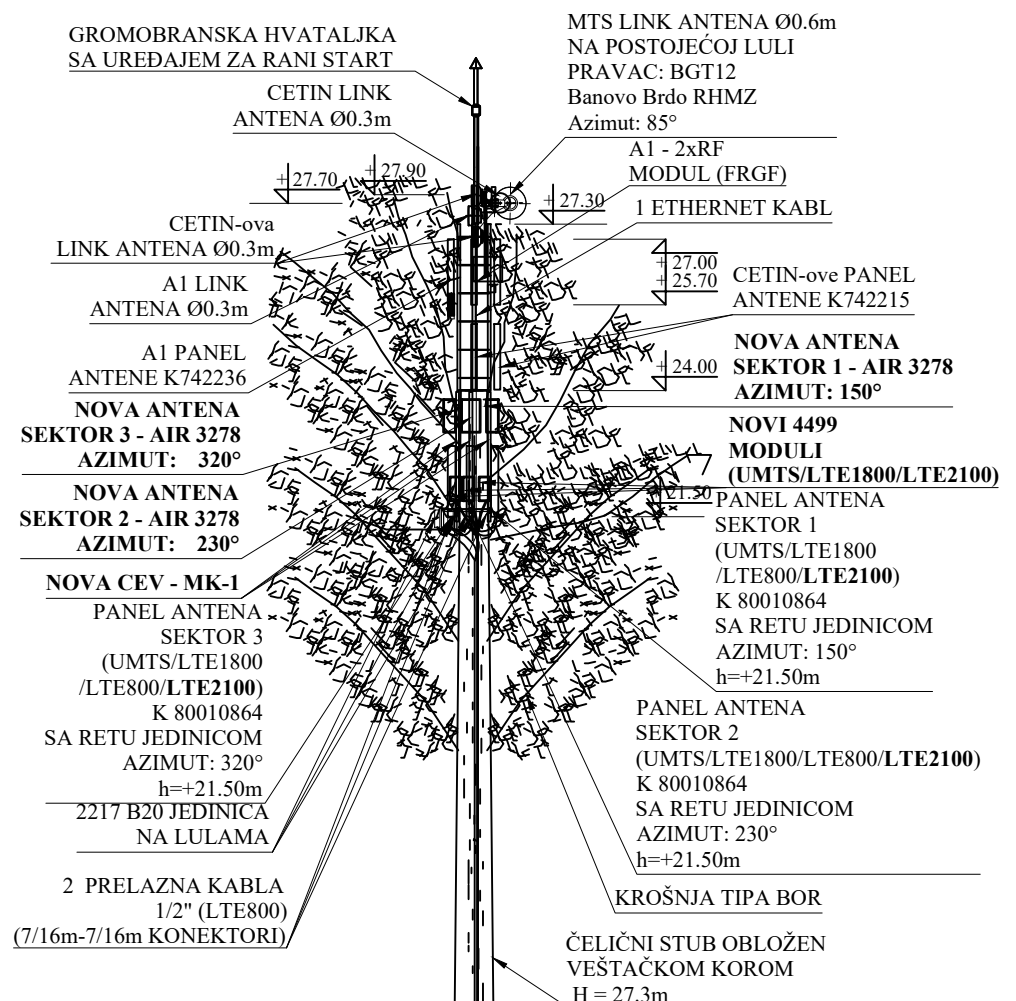 GROMOBRANSKA HVATALJKA
SA UREĐAJEM ZA RANI START
CETIN LINK
ANTENA Ø0.3m
MTS LINK ANTENA Ø0.6m
NA POSTOJEĆOJ LULI
PRAVAC: BGT12
Banovo Brdo RHMZ
Azimut: 85°
A1 - 2xRF
MODUL (FRGF)
1 ETHERNET KABL
+ 27.70
+ 27.90
+ 27.30
+ 27.00
+ 25.70
+ 24.00
+ 21.50
CETIN-ova
LINK ANTENA Ø0.3m
A1 LINK
ANTENA Ø0.3m
A1 PANEL
ANTENE K742236
NOVA ANTENA
SEKTOR 3 - AIR 3278
AZIMUT: 320°
NOVA ANTENA
SEKTOR 2 - AIR 3278
AZIMUT: 230°
NOVA CEV - MK-1
PANEL ANTENA
SEKTOR 3
(UMTS/LTE1800
/LTE800/LTE2100)
K 80010864
SA RETU JEDINICOM
AZIMUT: 320°
h=+21.50m
2217 B20 JEDINICA
NA LULAMA
2 PRELAZNA KABLA
1/2" (LTE800)
(7/16m-7/16m KONEKTORI)
CETIN-ove PANEL
ANTENE K742215
NOVA ANTENA
SEKTOR 1 - AIR 3278
AZIMUT: 150°
NOVI 4499
MODULI
(UMTS/LTE1800/LTE2100)
PANEL ANTENA
SEKTOR 1
(UMTS/LTE1800
/LTE800/LTE2100)
K 80010864
SA RETU JEDINICOM
AZIMUT: 150°
h=+21.50m
PANEL ANTENA
SEKTOR 2
(UMTS/LTE1800/LTE800/LTE2100)
K 80010864
SA RETU JEDINICOM
AZIMUT: 230°
h=+21.50m
KROŠNJA TIPA BOR
ČELIČNI STUB OBLOŽEN
VEŠTAČKOM KOROM
H = 27.3m